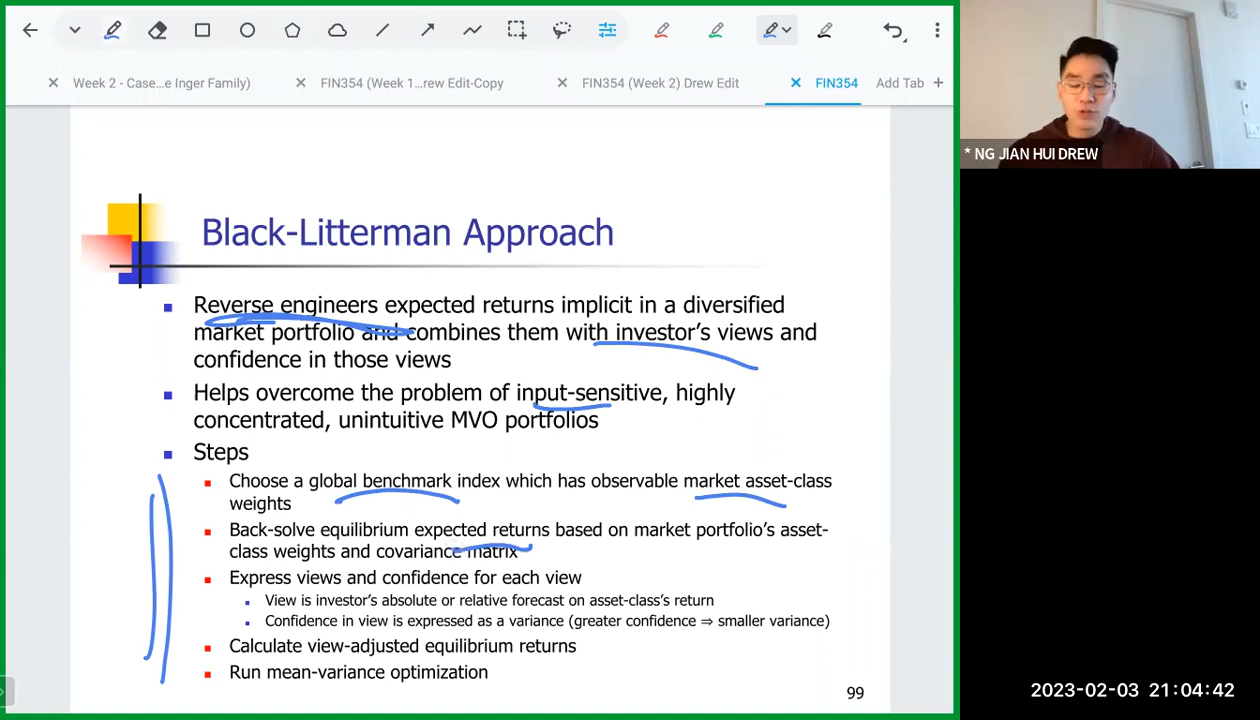 Week 2 - Case...e Inger Family)
FIN354 (Week 1...rew Edit-Copy
FIN354 (Week 2) Drew Edit
FIN354
Add Tab +
* NG JIAN HUI DREW
Black-Litterman Approach
Reverse engineers expected returns implicit in a diversified
market portfolio and combines them with investor's views and
confidence in those views
Helps overcome the problem of input-sensitive, highly
concentrated, unintuitive MVO portfolios
Steps
Choose a global benchmark index which has observable market asset-class
weights
Back-solve equilibrium expected returns based on market portfolio's asset-
class weights and covariance matrix
Express views and confidence for each view
View is investor's absolute or relative forecast on asset-class's return
Confidence in view is expressed as a variance (greater confidence ⇒ smaller variance)
Calculate view-adjusted equilibrium returns
Run mean-variance optimization
99
2023-02-03 21:04:42